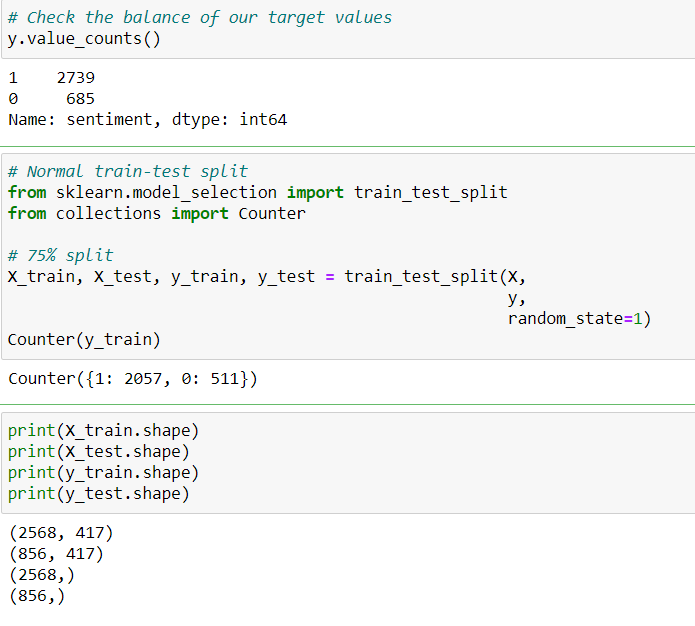 # Check the balance of our target values
y.value_counts()
1    2739
0     685
Name: sentiment, dtype: int64
# Normal train-test split
from sklearn.model_selection import train_test_split
from collections import Counter
# 75% split
X_train, X_test, y_train, y_test = train_test_split(X,
                                                    y,
                                                    random_state=1)
Counter(y_train)
Counter({1: 2057, 0: 511})
print(X_train.shape)
print(X_test.shape)
print(y_train.shape)
print(y_test.shape)
(2568, 417)
(856, 417)
(2568,)
(856,)